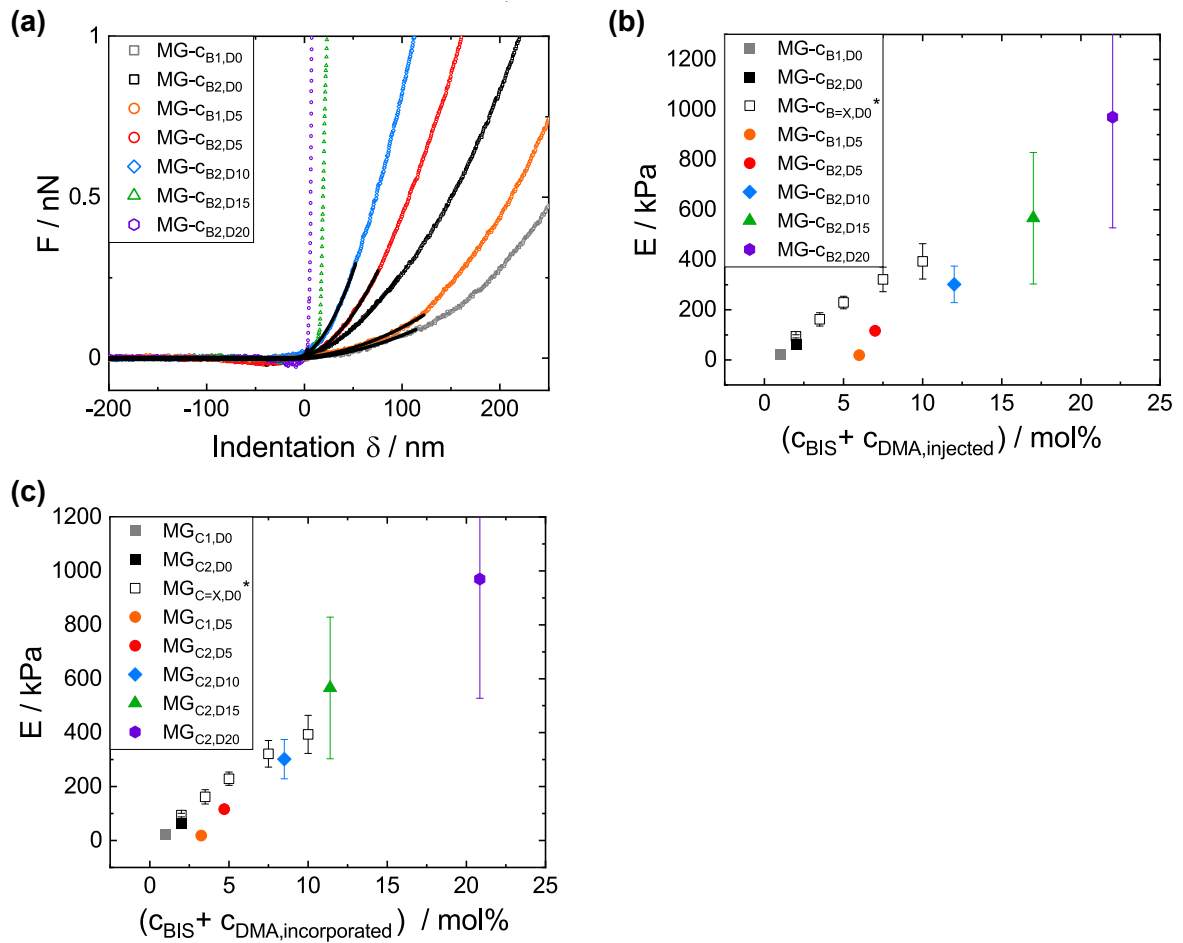 (a)
MG-cB1,D0
MG-cB2,D0
MG-cB1,D5
MG-cB2,D5
MG-cB2,D10
MG-cB2,D15
MG-cB2,D20
1
0.5
0
F / nN
-200 -100 0 100 200
Indentation δ / nm
(b)
MG-cB1,D0
MG-cB2,D0
MG-cB=X,D0*
MG-cB1,D5
MG-cB2,D5
MG-cB2,D10
MG-cB2,D15
MG-cB2,D20
1200
1000
800
600
400
200
0
E / kPa
0 5 10 15 20 25
(cBIS + cDMA,injected) / mol%
(c)
MGC1,D0
MGC2,D0
MGC=X,D0*
MGC1,D5
MGC2,D5
MGC2,D10
MGC2,D15
MGC2,D20
1200
1000
800
600
400
200
0
E / kPa
0 5 10 15 20 25
(cBIS + cDMA,incorporated) / mol%